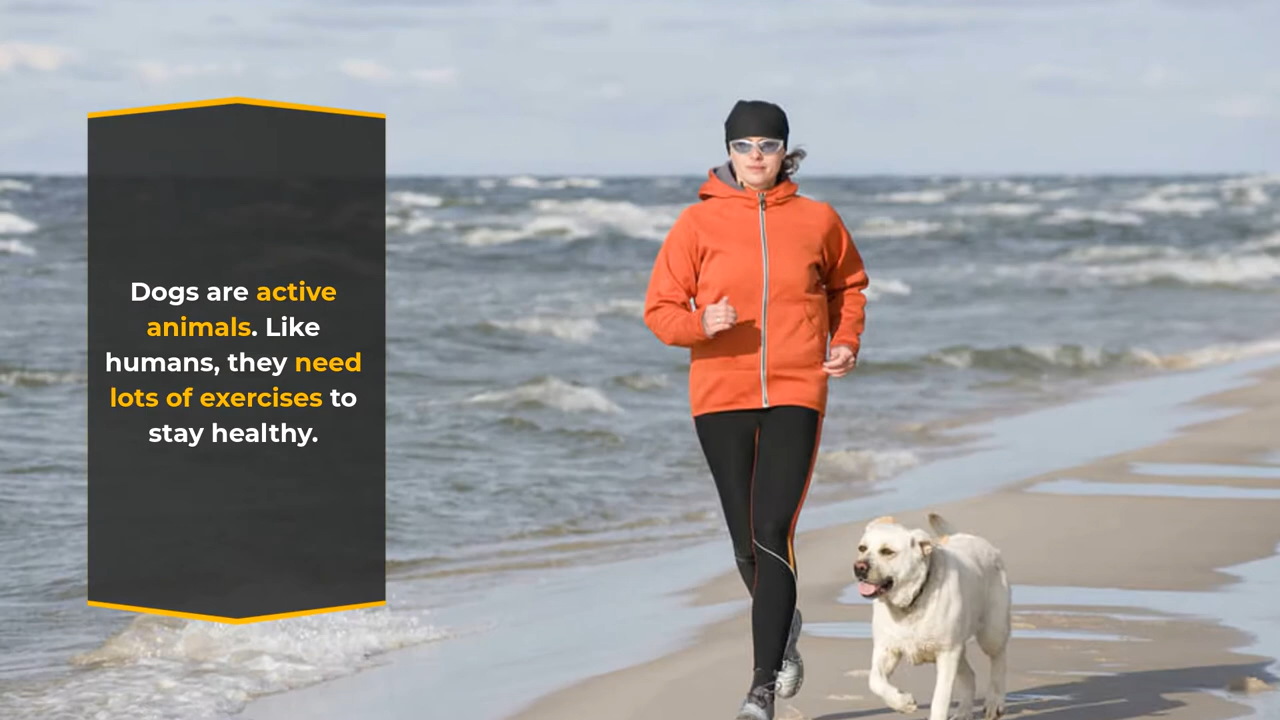 Dogs are active
animals. Like
humans, they need
lots of exercises to
stay healthy.